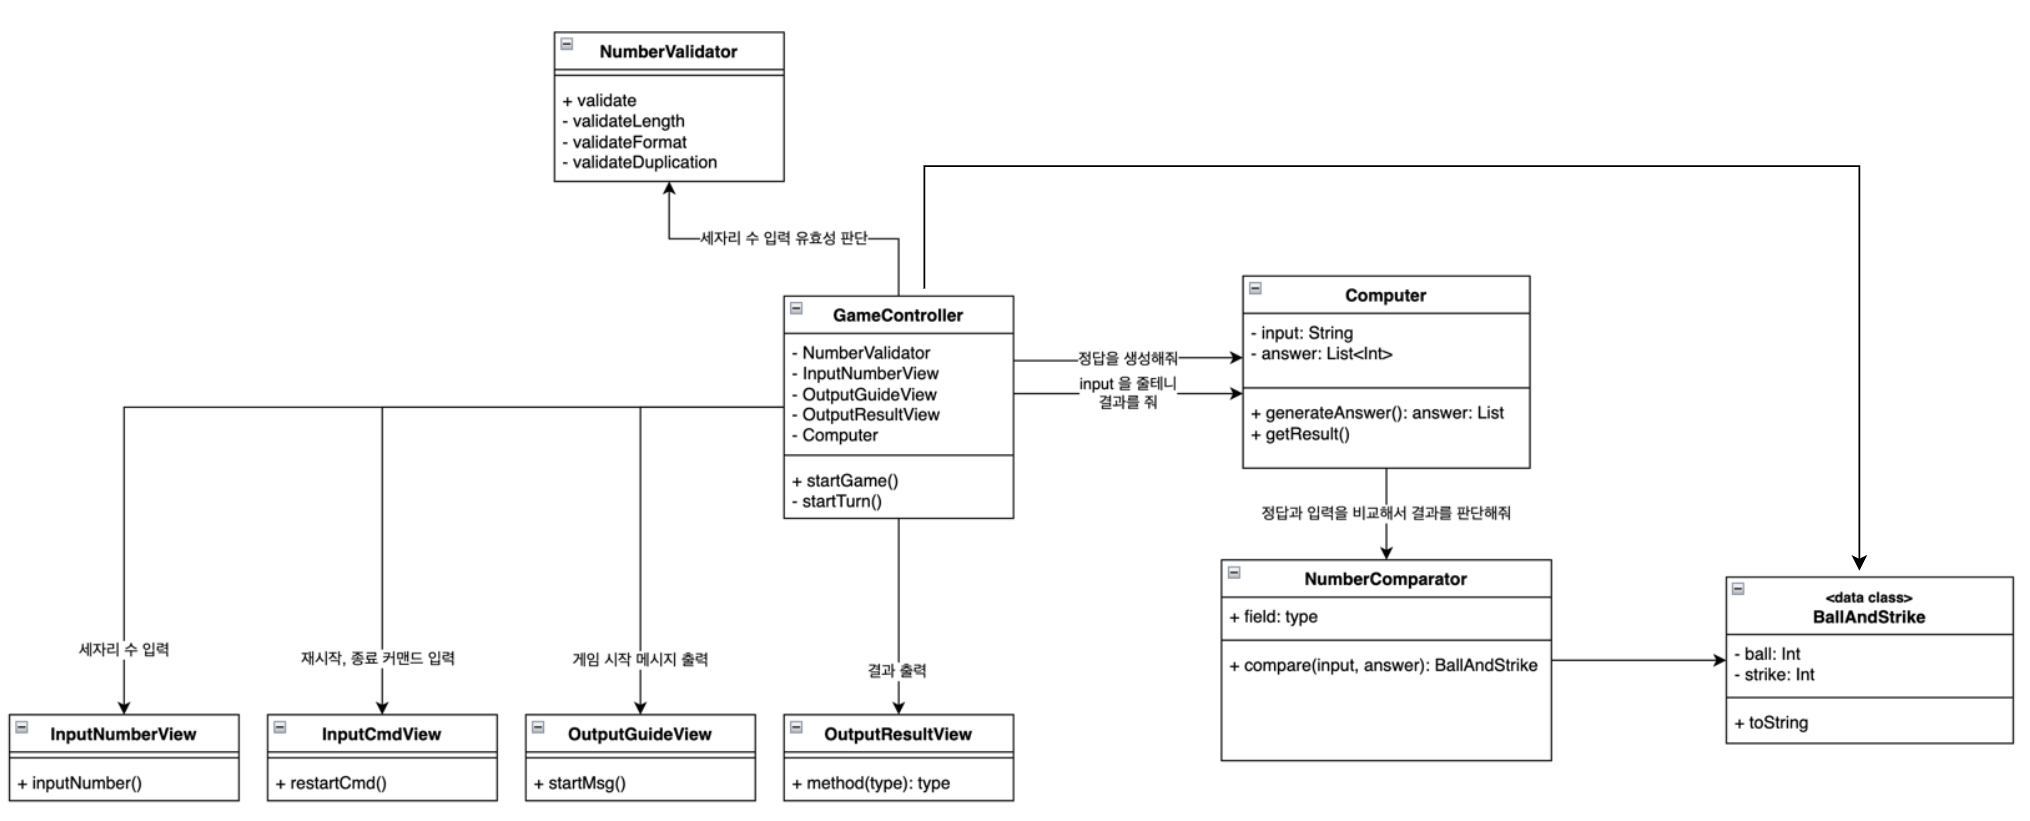 NumberValidator
+ validate
- validateLength
- validateFormat
- validateDuplication
세자리 수 입력 유효성 판단
GameController
- NumberValidator
- InputNumberView
- OutputGuideView
- OutputResultView
- Computer
+ startGame()
- startTurn()
정답을 생성해줘
input 을 줄테니
결과를 줘
Computer
- input: String
- answer: List<Int>
+ generateAnswer(): answer: List
+ getResult()
정답과 입력을 비교해서 결과를 판단해줘
NumberComparator
+ field: type
+ compare(input, answer): BallAndStrike
<data class>
BallAndStrike
- ball: Int
- strike: Int
+ toString
세자리 수 입력
재시작, 종료 커맨드 입력
게임 시작 메시지 출력
결과 출력
InputNumberView
+ inputNumber()
InputCmdView
+ restartCmd()
OutputGuideView
+ startMsg()
OutputResultView
+ method(type): type